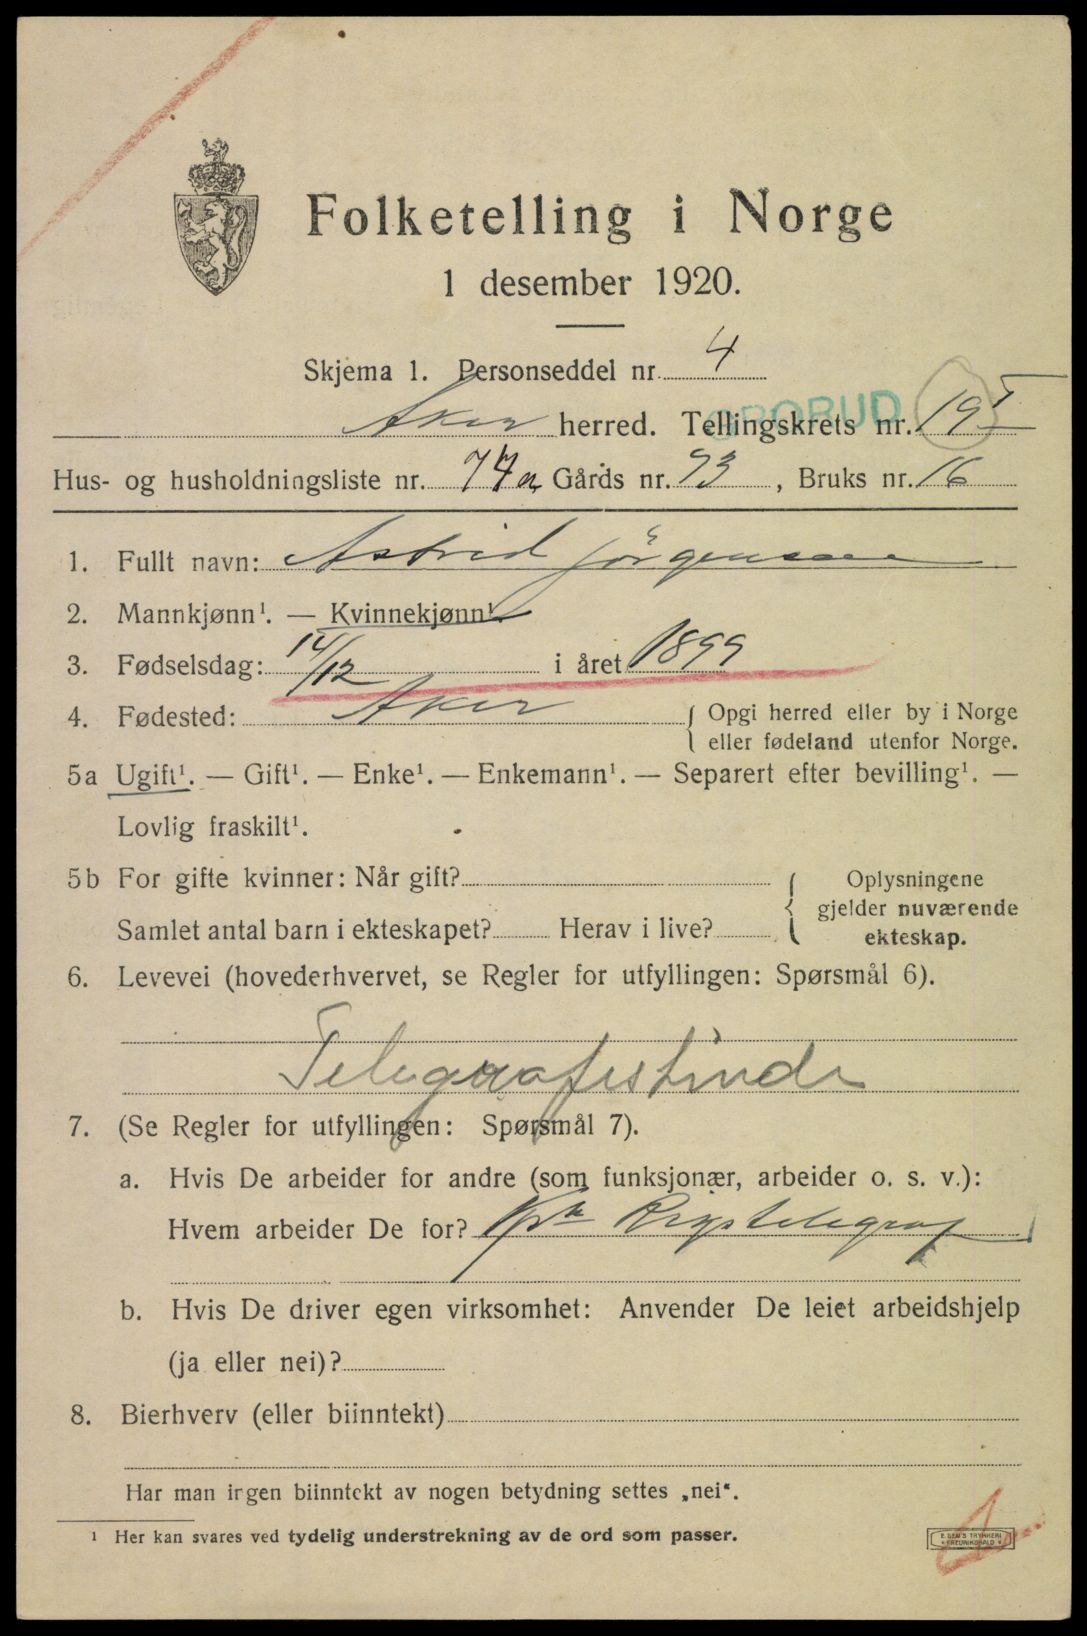 Folketelling i Norge
1 desember 1920.
Skjema 1. Personseddel nr. 4
GRORUD
Aker herred. Tellingskrets nr. 19 I
Hus- og husholdningsliste nr. 74a Gårds nr. 93, Bruks nr. 16
1. Fullt navn: Astrid Jörgensen
2. Mannkjønn¹. — Kvinnekjønn¹.
3. Fødselsdag: 14/12 i året 1899
4. Fødested: Aker { Opgi herred eller by i Norge
eller fødeland utenfor Norge.
5a Ugift¹. — Gift¹. — Enke¹. — Enkemann¹. — Separert efter bevilling¹. —
Lovlig fraskilt¹.
5b For gifte kvinner: Når gift? { Oplysningene
gjelder nuværende
Samlet antal barn i ekteskapet? Herav i live? ekteskap.
6. Levevei (hovederhvervet, se Regler for utfyllingen: Spørsmål 6).
Telegrafistinde
7. (Se Regler for utfyllingen: Spørsmål 7).
a. Hvis De arbeider for andre (som funksjonær, arbeider o. s. v.):
Hvem arbeider De for? Rigstelegraf
b. Hvis De driver egen virksomhet: Anvender De leiet arbeidshjelp
(ja eller nei)?
8. Bierhverv (eller biinntekt)
Har man ingen biinntekt av nogen betydning settes „nei“.
¹ Her kan svares ved tydelig understrekning av de ord som passer.
E. SEMS TRYKKERI
FREDRIKSHALD